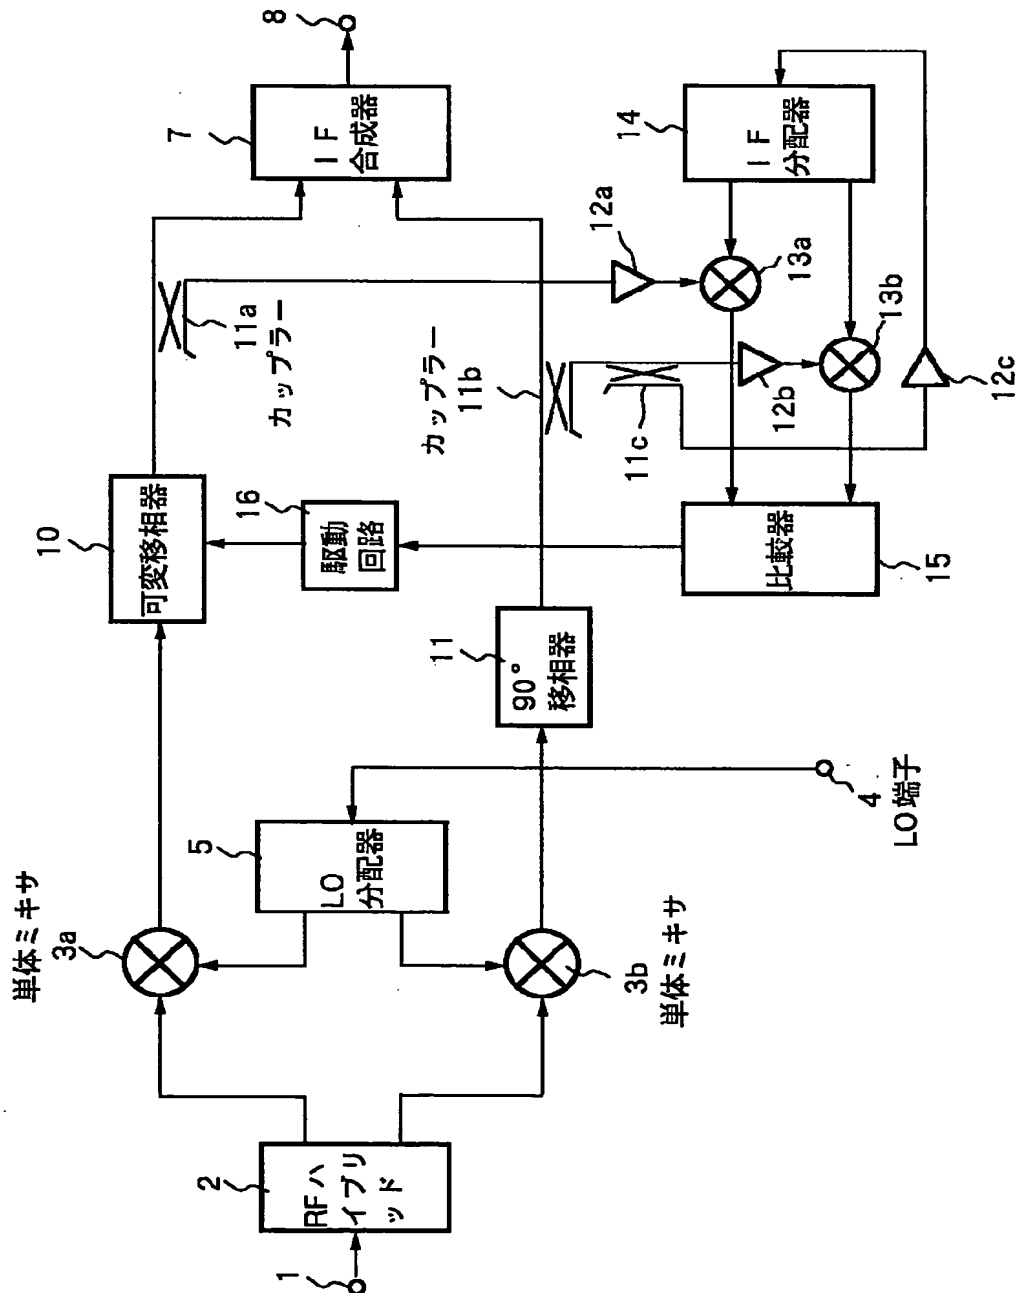 1
2
RFハ
イブリ
ッド
単体ミキサ
3a
3b
単体ミキサ
5
LO
分配器
4
LO端子
10
可変移相器
11
90°
移相器
16
駆動
回路
15
比較器
11a
カップラー
カップラー
11b
11c
12a
12b
12c
13a
13b
14
IF
分配器
7
IF
合成器
8